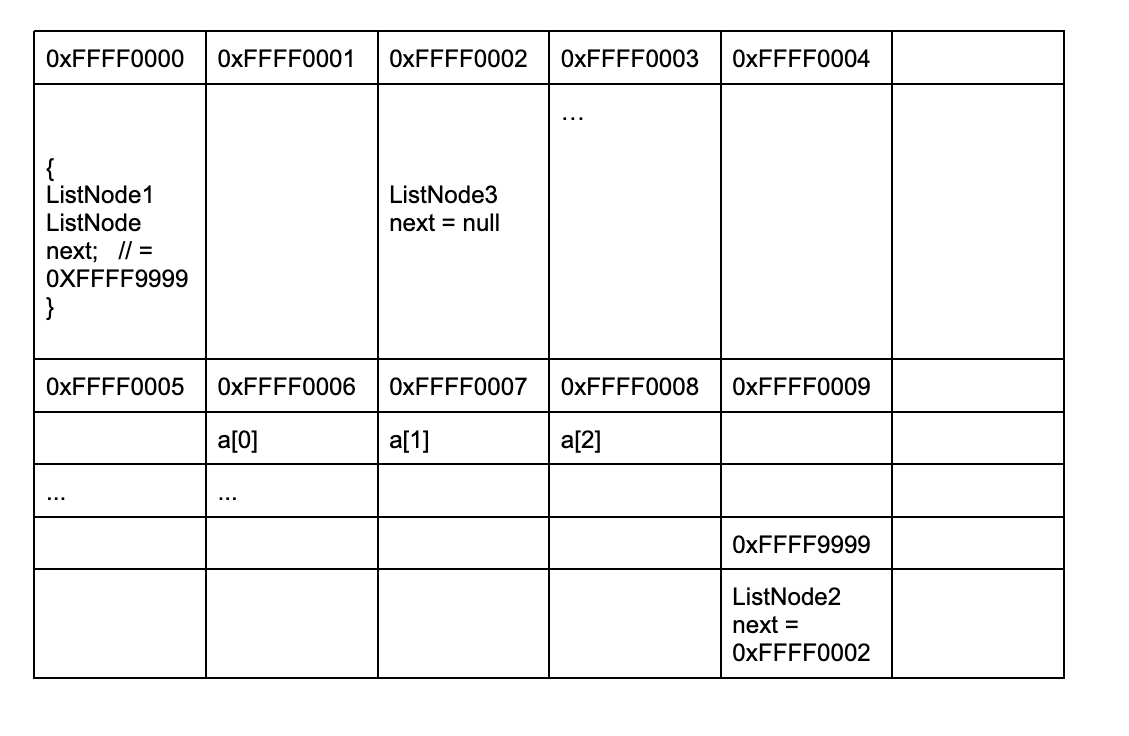 0xFFFF0000 0xFFFF0001 0xFFFF0002 0xFFFF0003 0xFFFF0004
…
{
ListNode1
ListNode
next;   // =
0XFFFF9999
}
ListNode3
next = null
0xFFFF0005 0xFFFF0006 0xFFFF0007 0xFFFF0008 0xFFFF0009
a[0] a[1] a[2]
... ...
0xFFFF9999
ListNode2
next =
0xFFFF0002